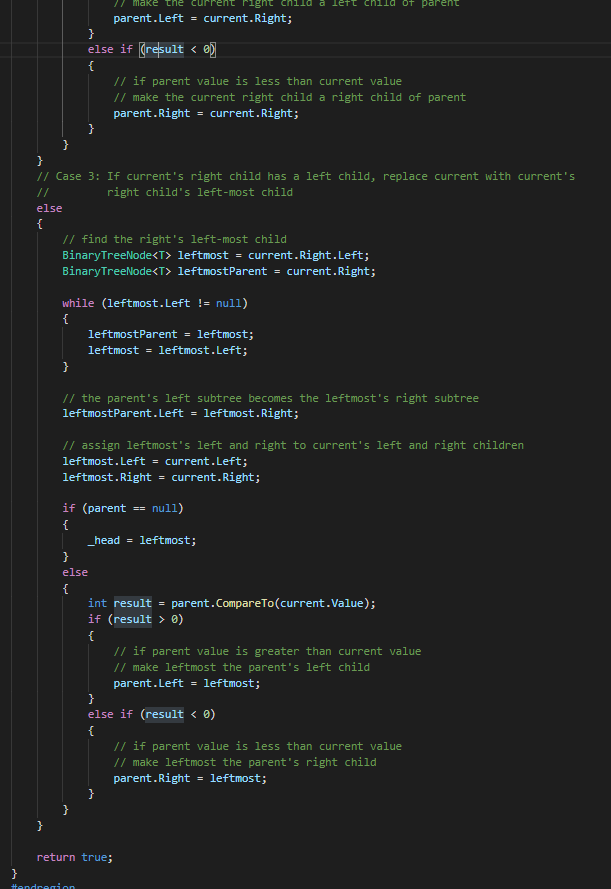 // make the current right child a left child of parent
parent.Left = current.Right;
}
else if (result < 0)
{
// if parent value is less than current value
// make the current right child a right child of parent
parent.Right = current.Right;
}
}
}
// Case 3: If current's right child has a left child, replace current with current's
//         right child's left-most child
else
{
// find the right's left-most child
BinaryTreeNode<T> leftmost = current.Right.Left;
BinaryTreeNode<T> leftmostParent = current.Right;
while (leftmost.Left != null)
{
leftmostParent = leftmost;
leftmost = leftmost.Left;
}
// the parent's left subtree becomes the leftmost's right subtree
leftmostParent.Left = leftmost.Right;
// assign leftmost's left and right to current's left and right children
leftmost.Left = current.Left;
leftmost.Right = current.Right;
if (parent == null)
{
_head = leftmost;
}
else
{
int result = parent.CompareTo(current.Value);
if (result > 0)
{
// if parent value is greater than current value
// make leftmost the parent's left child
parent.Left = leftmost;
}
else if (result < 0)
{
// if parent value is less than current value
// make leftmost the parent's right child
parent.Right = leftmost;
}
}
}
return true;
}
#endregion